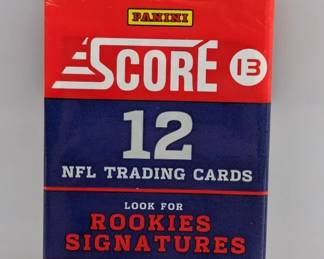 PANINI
SCORE 13
12
NFL TRADING CARDS
LOOK FOR
ROOKIES
SIGNATURES